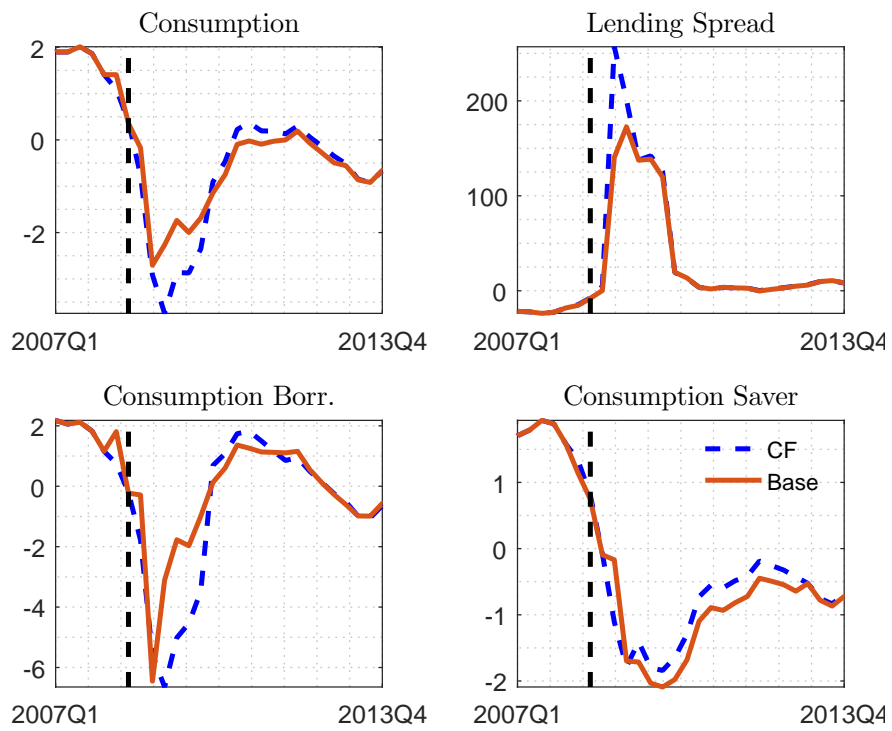 Consumption
2
0
-2
2007Q1
2013Q4
Lending Spread
200
100
0
2007Q1
2013Q4
Consumption Borr.
2
0
-2
-4
-6
2007Q1
2013Q4
Consumption Saver
CF
Base
1
0
-1
-2
2007Q1
2013Q4